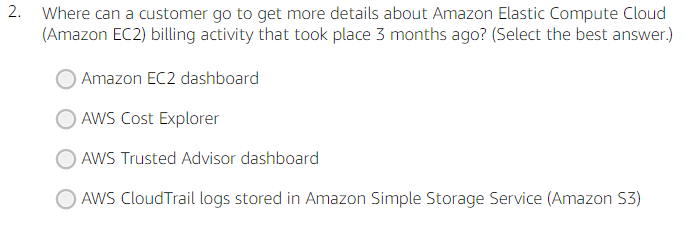 2. Where can a customer go to get more details about Amazon Elastic Compute Cloud
(Amazon EC2) billing activity that took place 3 months ago? (Select the best answer.)
Amazon EC2 dashboard
AWS Cost Explorer
AWS Trusted Advisor dashboard
AWS CloudTrail logs stored in Amazon Simple Storage Service (Amazon S3)